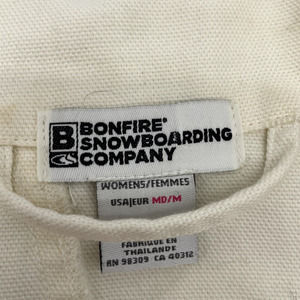 B BONFIRE®
SNOWBOARDING
COMPANY
WOMENS/FEMMES
USA/EUR MD/M
FABRIQUE EN
THAILANDE
RN 98309 CA 40312